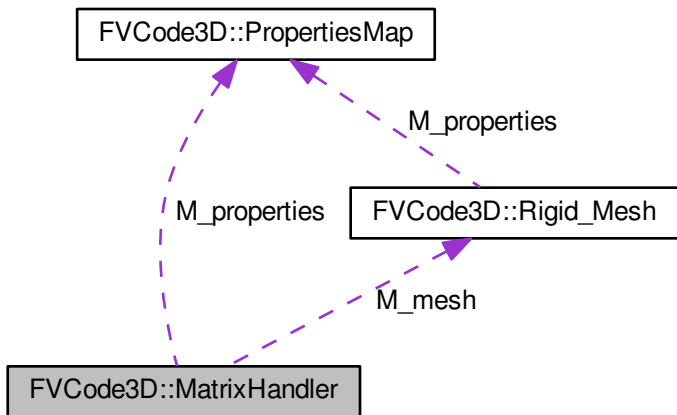 FVCode3D::PropertiesMap
M_properties
FVCode3D::Rigid_Mesh
M_properties
M_mesh
FVCode3D::MatrixHandler